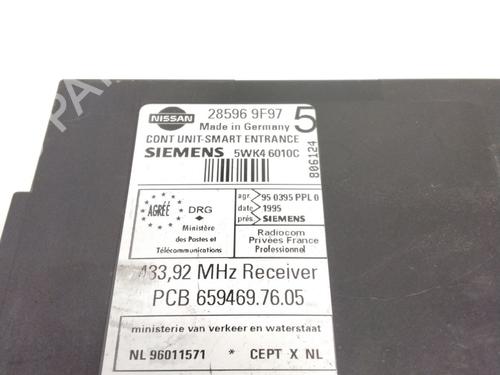 NISSAN
28596 9F97 5
Made in Germany
CONT UNIT-SMART ENTRANCE
SIEMENS 5WK4 6010C
806124
AGRÉÉ DRG
Ministère
des Postes et
Télécommunications
agr. 95 0395 PPL 0
date 1995
prés SIEMENS
Radiocom
Privées France
Professionnel
433,92 MHz Receiver
PCB 659469.76.05
ministerie van verkeer en waterstaat
NL 96011571 * CEPT X NL